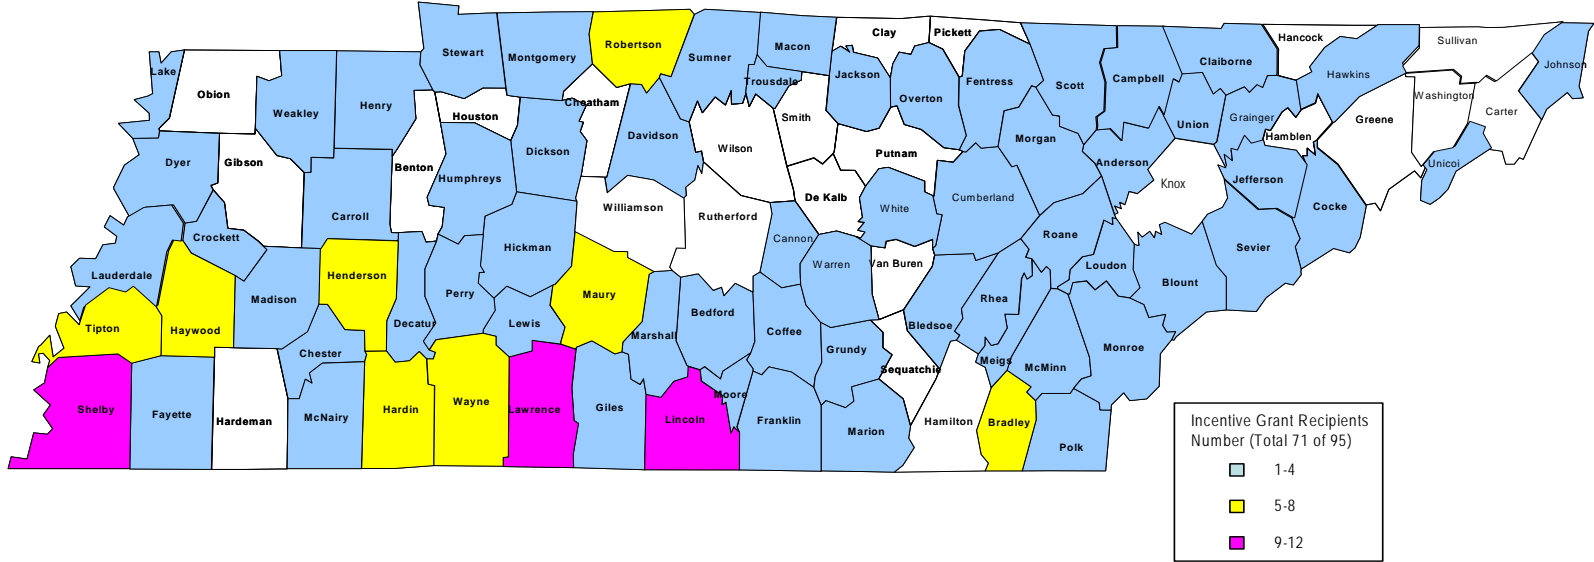 Clay
Pickett
Hancock
Sullivan
Robertson
Macon
Stewart
Montgomery
Sumner
Claiborne
Johnson
Lake
Jackson
Fentress
Campbell
Hawkins
Trousdale
Scott
Obion
Henry
Cheatham
Overton
Washington
Weakley
Houston
Smith
Grainger
Carter
Davidson
Morgan
Union
Hamblen
Greene
Dyer
Gibson
Benton
Dickson
Wilson
Putnam
Anderson
Unicoi
Humphreys
Knox
Jefferson
De Kalb
Cumberland
Carroll
Williamson
Rutherford
White
Cocke
Crockett
Hickman
Cannon
Roane
Sevier
Lauderdale
Henderson
Warren
Van Buren
Loudon
Madison
Perry
Maury
Rhea
Blount
Tipton
Haywood
Decatur
Lewis
Marshall
Bedford
Coffee
Bledsoe
Chester
Grundy
Meigs
McMinn
Monroe
Sequatchie
Shelby
Fayette
Hardeman
McNairy
Hardin
Wayne
Lawrence
Giles
Lincoln
Moore
Franklin
Marion
Hamilton
Bradley
Polk
Incentive Grant Recipients
Number (Total 71 of 95)
1-4
5-8
9-12